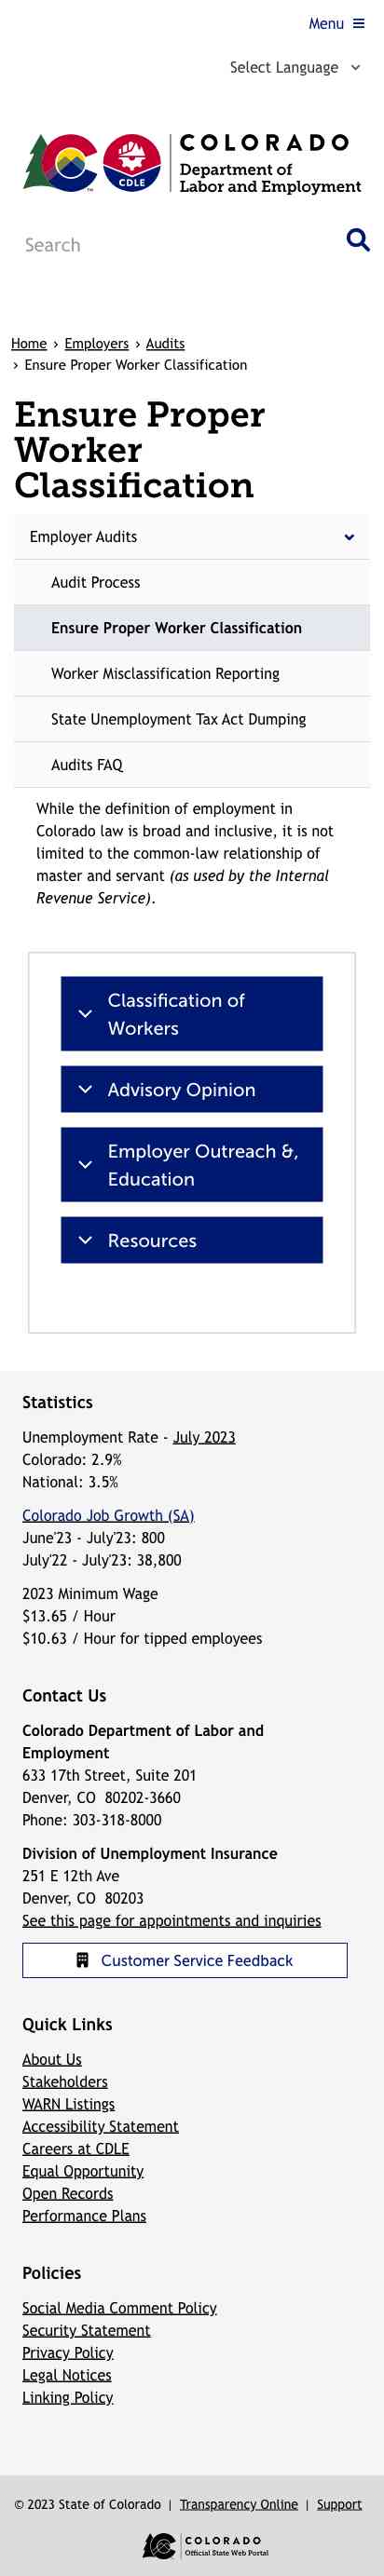 Menu
Select Language
CDLE
TM
COLORADO
Department of
Labor and Employment
Search
Home › Employers › Audits
› Ensure Proper Worker Classification
Ensure Proper
Worker
Classification
Employer Audits
Audit Process
Ensure Proper Worker Classification
Worker Misclassification Reporting
State Unemployment Tax Act Dumping
Audits FAQ
While the definition of employment in
Colorado law is broad and inclusive, it is not
limited to the common-law relationship of
master and servant (as used by the Internal
Revenue Service).
Classification of
Workers
Advisory Opinion
Employer Outreach &
Education
Resources
Statistics
Unemployment Rate - July 2023
Colorado: 2.9%
National: 3.5%
Colorado Job Growth (SA)
June'23 - July'23: 800
July'22 - July'23: 38,800
2023 Minimum Wage
$13.65 / Hour
$10.63 / Hour for tipped employees
Contact Us
Colorado Department of Labor and
Employment
633 17th Street, Suite 201
Denver, CO  80202-3660
Phone: 303-318-8000
Division of Unemployment Insurance
251 E 12th Ave
Denver, CO  80203
See this page for appointments and inquiries
Customer Service Feedback
Quick Links
About Us
Stakeholders
WARN Listings
Accessibility Statement
Careers at CDLE
Equal Opportunity
Open Records
Performance Plans
Policies
Social Media Comment Policy
Security Statement
Privacy Policy
Legal Notices
Linking Policy
© 2023 State of Colorado | Transparency Online | Support
COLORADO
Official State Web Portal